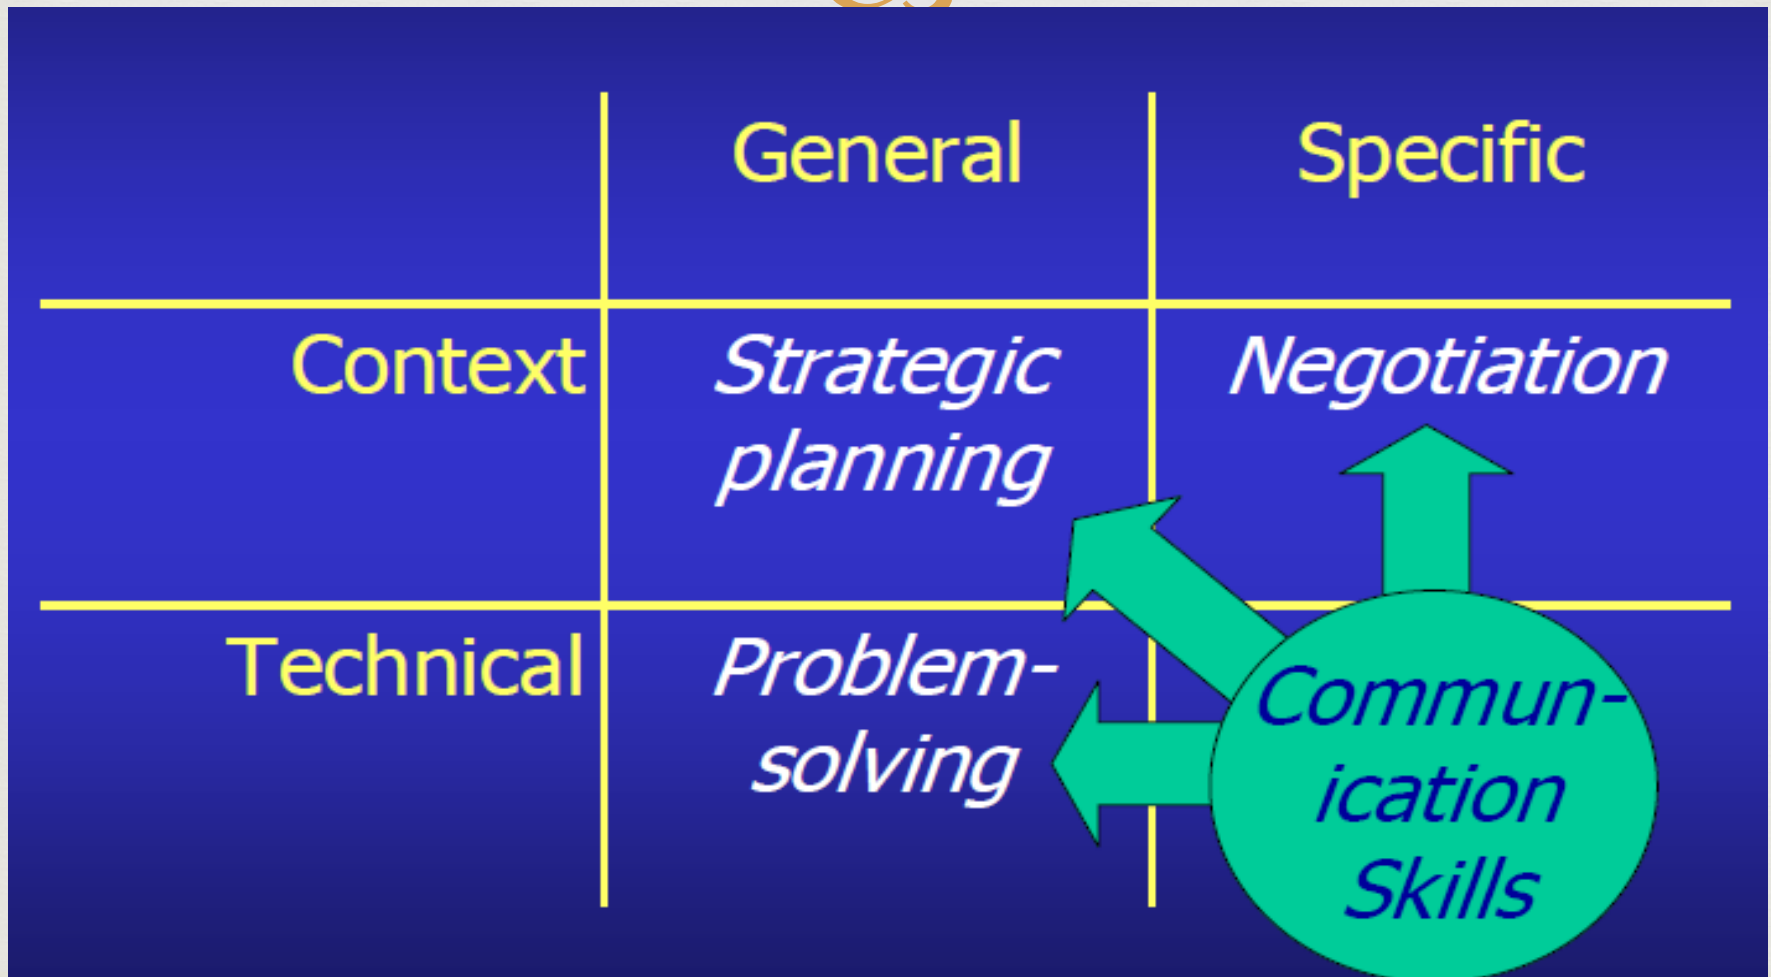 General
Specific
Context
Strategic
planning
Negotiation
Technical
Problem-
solving
Commun-
ication
Skills